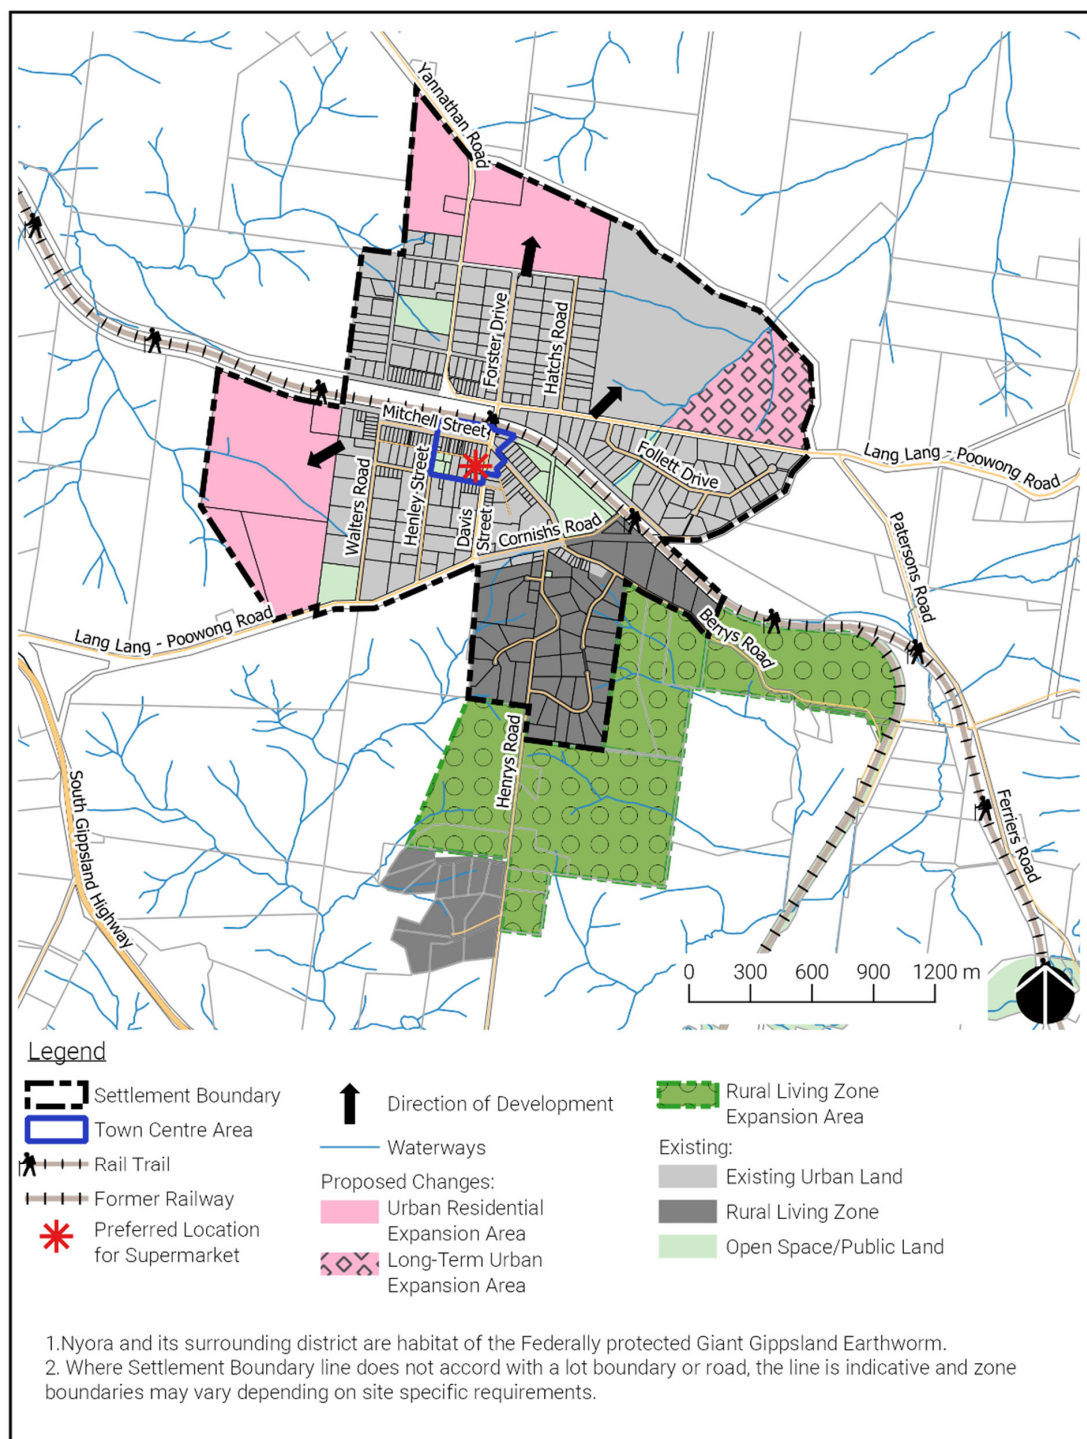 Yannathan Road
Forster Drive
Hatchs Road
Mitchell Street
Follett Drive
Lang Lang - Poowong Road
Walters Road
Henley Street
Davis
Street
Cornishs Road
Patersons Road
Lang Lang - Poowong Road
Berrys Road
Henrys Road
South Gippsland Highway
Ferriers Road
0 300 600 900 1200 m
Legend
Settlement Boundary
Town Centre Area
Rail Trail
Former Railway
Preferred Location
for Supermarket
Direction of Development
Waterways
Proposed Changes:
Urban Residential
Expansion Area
Long-Term Urban
Expansion Area
Rural Living Zone
Expansion Area
Existing:
Existing Urban Land
Rural Living Zone
Open Space/Public Land
1.Nyora and its surrounding district are habitat of the Federally protected Giant Gippsland Earthworm.
2. Where Settlement Boundary line does not accord with a lot boundary or road, the line is indicative and zone
boundaries may vary depending on site specific requirements.